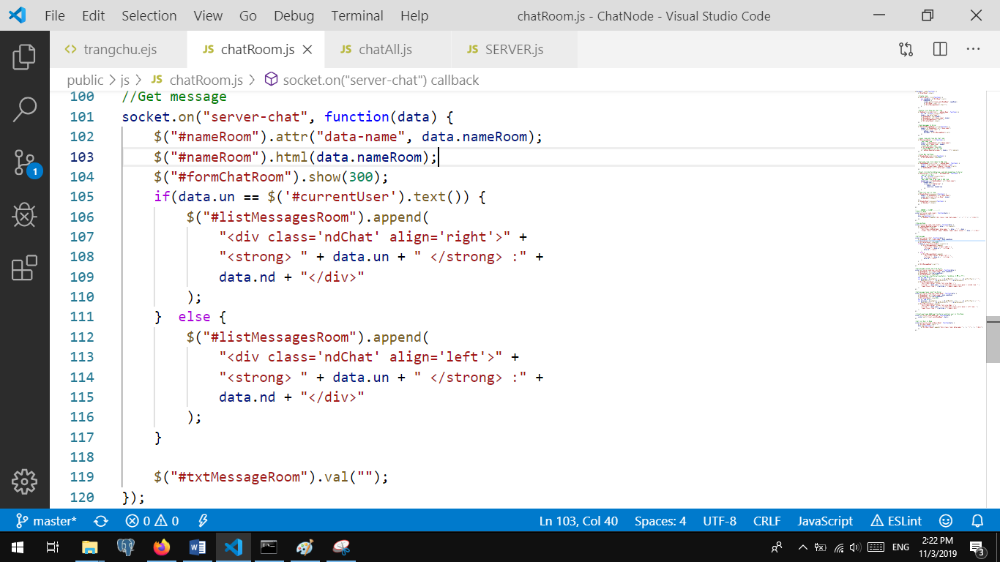 File Edit Selection View Go Debug Terminal Help chatRoom.js - ChatNode - Visual Studio Code
<> trangchu.ejs JS chatRoom.js JS chatAll.js JS SERVER.js
public > js > JS chatRoom.js > socket.on("server-chat") callback
100 //Get message
101 socket.on("server-chat", function(data) {
102 $("#nameRoom").attr("data-name", data.nameRoom);
103 $("#nameRoom").html(data.nameRoom);
104 $("#formChatRoom").show(300);
105 if(data.un == $('#currentUser').text()) {
106 $("#listMessagesRoom").append(
107 "<div class='ndChat' align='right'>" +
108 "<strong> " + data.un + " </strong> :" +
109 data.nd + "</div>"
110 );
111 } else {
112 $("#listMessagesRoom").append(
113 "<div class='ndChat' align='left'>" +
114 "<strong> " + data.un + " </strong> :" +
115 data.nd + "</div>"
116 );
117 }
118
119 $("#txtMessageRoom").val("");
120 });
1
master* 0 0 Ln 103, Col 40 Spaces: 4 UTF-8 CRLF JavaScript ESLint
ENG 2:22 PM
11/3/2019 3